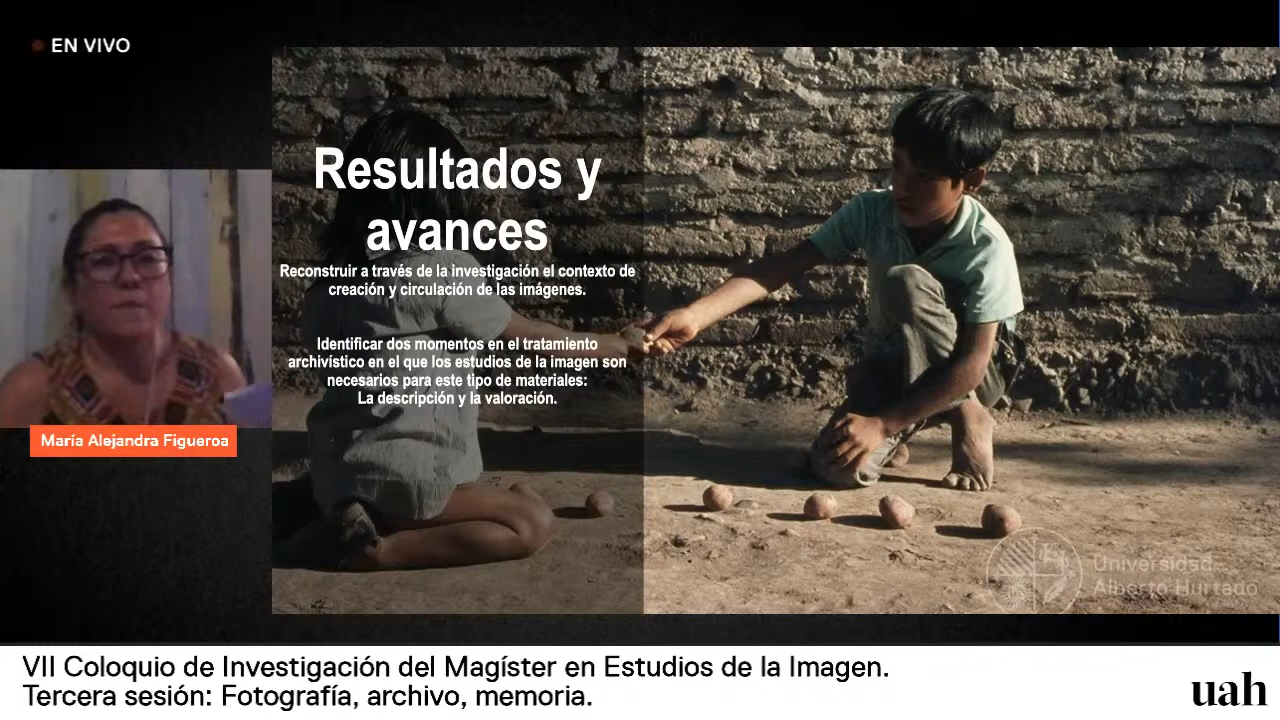 EN VIVO
Resultados y
avances
Reconstruir a través de la investigación el contexto de
creación y circulación de las imágenes.
Identificar dos momentos en el tratamiento
archivístico en el que los estudios de la imagen son
necesarios para este tipo de materiales:
La descripción y la valoración.
María Alejandra Figueroa
Universidad
Alberto Hurtado
VII Coloquio de Investigación del Magíster en Estudios de la Imagen.
Tercera sesión: Fotografía, archivo, memoria.
uah